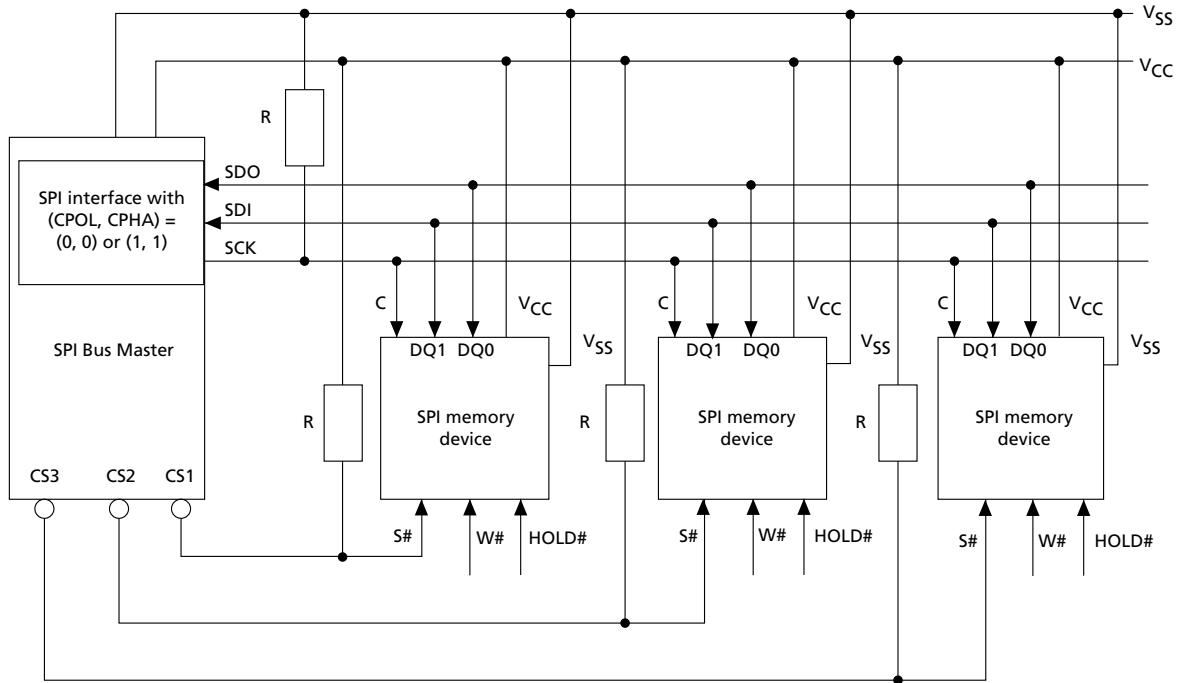 VSS
VCC
R
SDO
SPI interface with
(CPOL, CPHA) =
(0, 0) or (1, 1)
SDI
SCK
SPI Bus Master
C
VCC
C
VCC
C
VCC
DQ1 DQ0
VSS
DQ1 DQ0
VSS
DQ1 DQ0
VSS
R
SPI memory
device
R
SPI memory
device
R
SPI memory
device
CS3
CS2
CS1
S#
W#
HOLD#
S#
W#
HOLD#
S#
W#
HOLD#